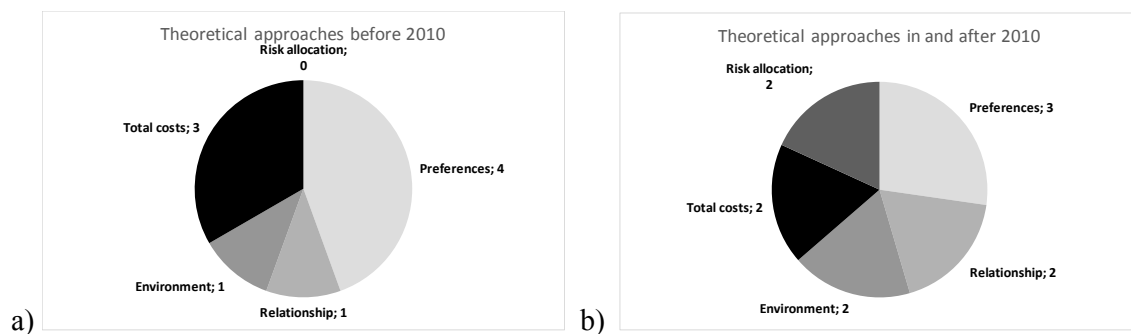 Theoretical approaches before 2010
Risk allocation;
0
Total costs; 3
Preferences; 4
Environment; 1
Relationship; 1
a)
Theoretical approaches in and after 2010
Risk allocation;
2
Preferences; 3
Total costs; 2
Relationship; 2
Environment; 2
b)